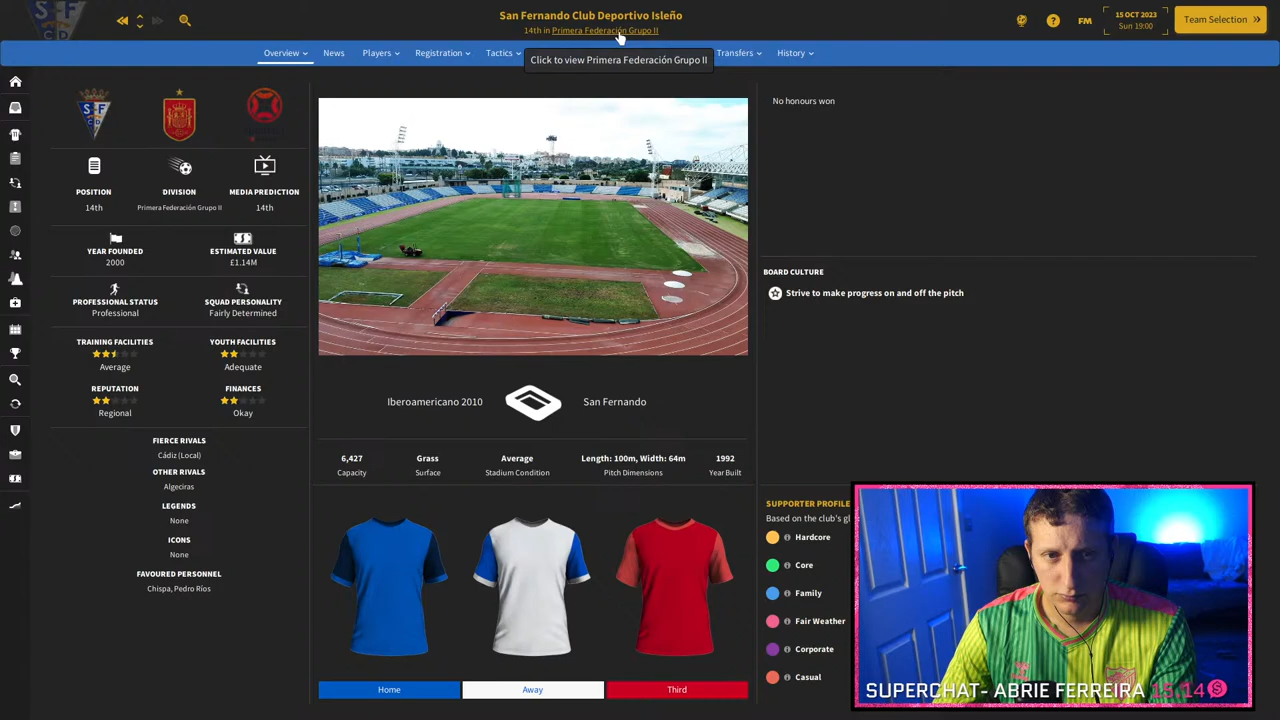 San Fernando Club Deportivo Isleño
14th in Primera Federación Grupo II
FM
15 OCT 2023
Sun 19:00
Team Selection
Overview
News
Players
Registration
Tactics
Transfers
History
Click to view Primera Federación Grupo II
POSITION
14th
DIVISION
Primera Federación Grupo II
MEDIA PREDICTION
14th
YEAR FOUNDED
2000
ESTIMATED VALUE
£1.14M
PROFESSIONAL STATUS
Professional
SQUAD PERSONALITY
Fairly Determined
TRAINING FACILITIES
Average
YOUTH FACILITIES
Adequate
REPUTATION
Regional
FINANCES
Okay
FIERCE RIVALS
Cádiz (Local)
OTHER RIVALS
Algeciras
LEGENDS
None
ICONS
None
FAVOURED PERSONNEL
Chispa, Pedro Ríos
Iberoamericano 2010
San Fernando
6,427
Capacity
Grass
Surface
Average
Stadium Condition
Length: 100m, Width: 64m
Pitch Dimensions
1992
Year Built
Home
Away
Third
No honours won
BOARD CULTURE
Strive to make progress on and off the pitch
SUPPORTER PROFILE
Based on the club's gl
Hardcore
Core
Family
Fair Weather
Corporate
Casual
SUPERCHAT- ABRIE FERREIRA 15.14